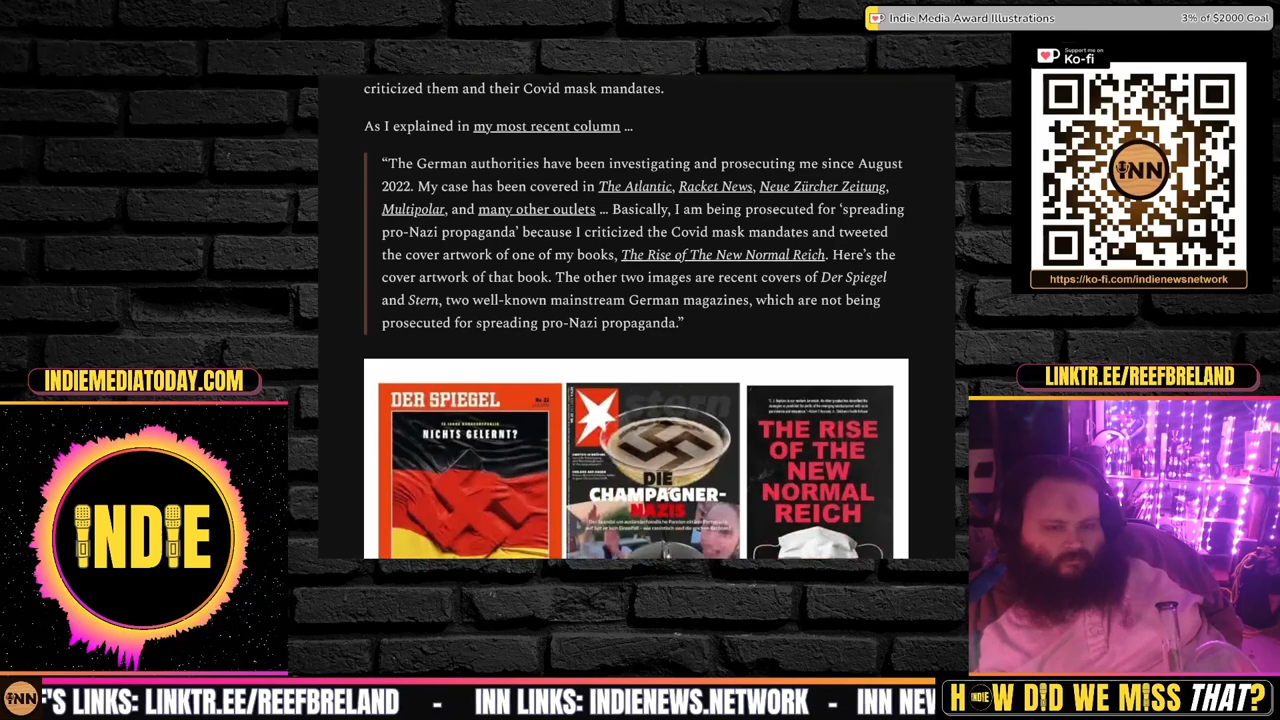 Indie Media Award Illustrations
3% of $2000 Goal
Support me on
Ko-fi
iNN
https://ko-fi.com/indienewsnetwork
criticized them and their Covid mask mandates.
As I explained in my most recent column ...
“The German authorities have been investigating and prosecuting me since August
2022. My case has been covered in The Atlantic, Racket News, Neue Zürcher Zeitung,
Multipolar, and many other outlets ... Basically, I am being prosecuted for ‘spreading
pro-Nazi propaganda’ because I criticized the Covid mask mandates and tweeted
the cover artwork of one of my books, The Rise of The New Normal Reich. Here’s the
cover artwork of that book. The other two images are recent covers of Der Spiegel
and Stern, two well-known mainstream German magazines, which are not being
prosecuted for spreading pro-Nazi propaganda.”
DER SPIEGEL
NICHTS GELERNT?
DIE
CHAMPAGNER-
NAZIS
THE RISE
OF THE
NEW
NORMAL
REICH
INDIEMEDIATODAY.COM
LINKTR.EE/REEFBRELAND
iNDiE
iNN
F'S LINKS: LINKTR.EE/REEFBRELAND - INN LINKS: INDIENEWS.NETWORK - INN NEW
HOW DiD WE MiSS THAT?